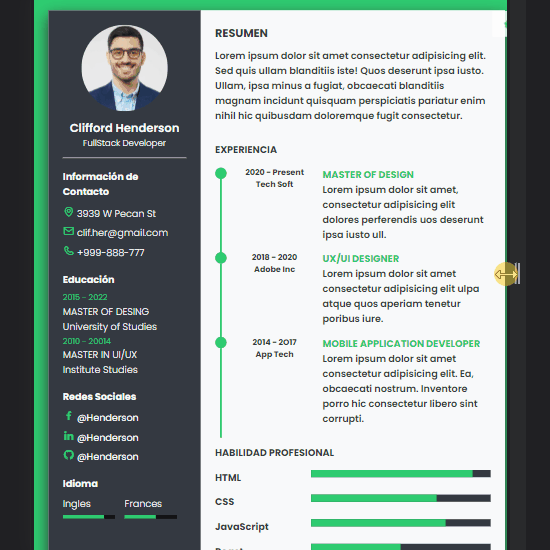 Clifford Henderson
FullStack Developer
Información de
Contacto
3939 W Pecan St
clif.her@gmail.com
+999-888-777
Educación
2015 - 2022
MASTER OF DESING
University of Studies
2010 - 20014
MASTER IN UI/UX
Institute Studies
Redes Sociales
@Henderson
@Henderson
@Henderson
Idioma
Ingles Frances
RESUMEN
Lorem ipsum dolor sit amet consectetur adipisicing elit.
Sed quis ullam blanditiis iste! Quos deserunt ipsa iusto.
Ullam, ipsa minus a fugiat, obcaecati blanditiis
magnam incidunt quisquam perspiciatis pariatur enim
nihil hic quibusdam doloremque fugit consectetur.
EXPERIENCIA
2020 - Present
Tech Soft
MASTER OF DESIGN
Lorem ipsum dolor sit amet,
consectetur adipisicing elit
dolores perferendis uos deserunt
ipsa iusto ull.
2018 - 2020
Adobe Inc
UX/UI DESIGNER
Lorem ipsum dolor sit amet
consectetur adipisicing elit ulpa
atque quos aperiam tenetur
poribus iure.
2014 - 2017
App Tech
MOBILE APPLICATION DEVELOPER
Lorem ipsum dolor sit amet
consectetur adipisicing elit. Ea,
obcaecati nostrum. Inventore
porro hic consectetur libero sint
corrupti.
HABILIDAD PROFESIONAL
HTML
CSS
JavaScript